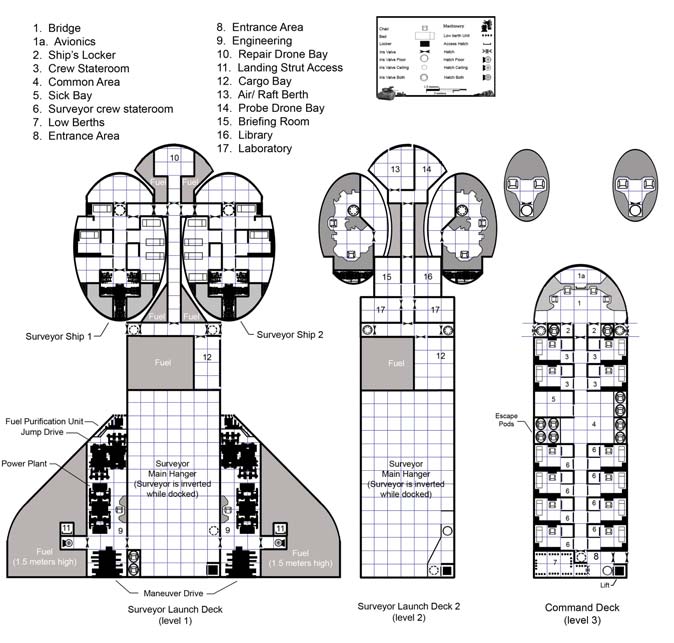 1. Bridge
1a. Avionics
2. Ship's Locker
3. Crew Stateroom
4. Common Area
5. Sick Bay
6 Surveyor crew stateroom
7. Low Berths
8. Entrance Area
8. Entrance Area
9. Engineering
10. Repair Drone Bay
11. Landing Strut Access
12. Cargo Bay
13. Air/ Raft Berth
14. Probe Drone Bay
15. Briefing Room
16. Library
17. Laboratory
Chair
Bed
Locker
Iris Valve
Iris Valve Floor
Iris Valve Ceiling
Iris Valve Both
Machinery
Low berth Unit
Access Hatch
Hatch
Hatch Floor
Hatch Ceiling
Hatch Both
10
Fuel
Fuel
Fuel
Fuel
Surveyor Ship 1
Surveyor Ship 2
12
Fuel
Fuel Purification Unit
Jump Drive
Power Plant
Surveyor
Main Hanger
(Surveyor is inverted
while docked)
9
9
11
11
Fuel
(1.5 meters high)
Fuel
(1.5 meters high)
Maneuver Drive
Surveyor Launch Deck
(level 1)
13
14
15
16
17
17
Fuel
12
Surveyor
Main Hanger
(Surveyor is inverted
while docked)
Surveyor Launch Deck 2
(level 2)
1a
1
2
2
3
3
3
3
5
4
Escape
Pods
6
6
6
6
6
6
6
6
7
8
Lift
Command Deck
(level 3)